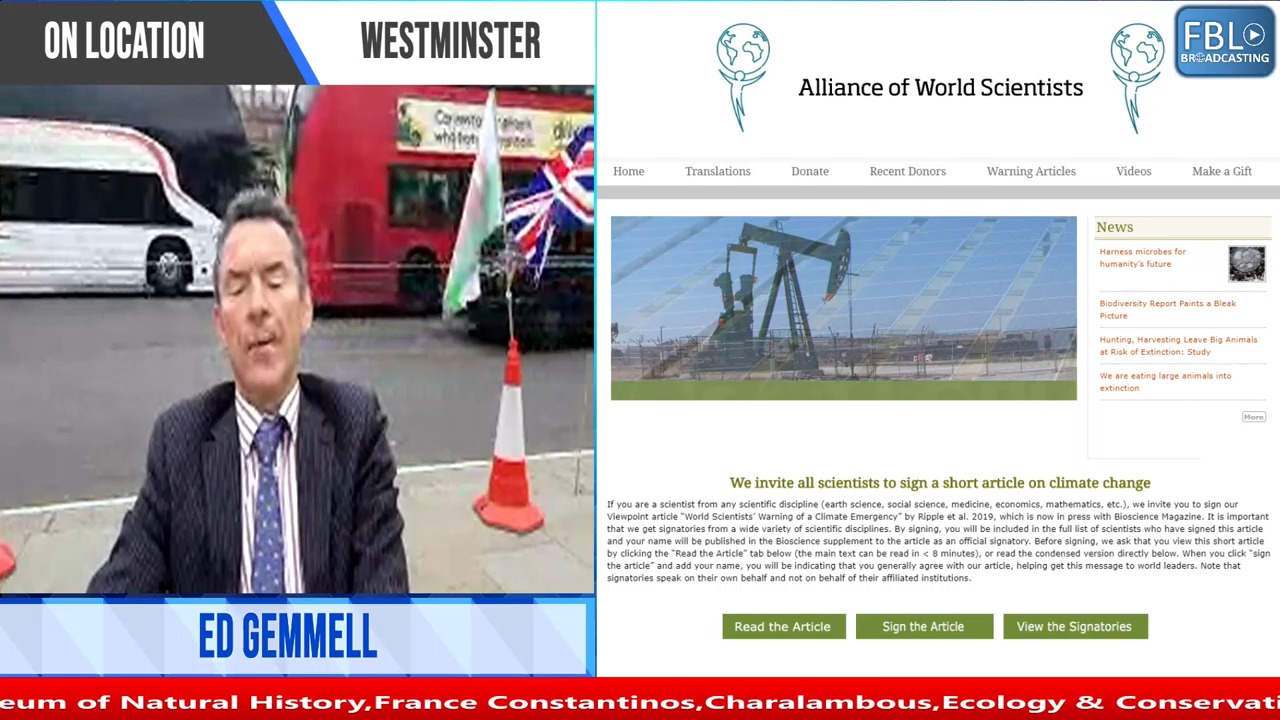 ON LOCATION
WESTMINSTER
FBL
BROADCASTING
Alliance of World Scientists
Home
Translations
Donate
Recent Donors
Warning Articles
Videos
Make a Gift
News
Harness microbes for
humanity's future
Biodiversity Report Paints a Bleak
Picture
Hunting, Harvesting Leave Big Animals
at Risk of Extinction: Study
We are eating large animals into
extinction
More
We invite all scientists to sign a short article on climate change
If you are a scientist from any scientific discipline (earth science, social science, medicine, economics, mathematics, etc.), we invite you to sign our
Viewpoint article "World Scientists' Warning of a Climate Emergency" by Ripple et al. 2019, which is now in press with Bioscience Magazine. It is important
that we get signatories from a wide variety of scientific disciplines. By signing, you will be included in the full list of scientists who have signed this article
and your name will be published in the Bioscience supplement to the article as an official signatory. Before signing, we ask that you view this short article
by clicking the "Read the Article" tab below (the main text can be read in < 8 minutes), or read the condensed version directly below. When you click "sign
the article" and add your name, you will be indicating that you generally agree with our article, helping get this message to world leaders. Note that
signatories speak on their own behalf and not on behalf of their affiliated institutions.
Read the Article
Sign the Article
View the Signatories
ED GEMMELL
eum of Natural History,France Constantinos,Charalambous,Ecology & Conservati